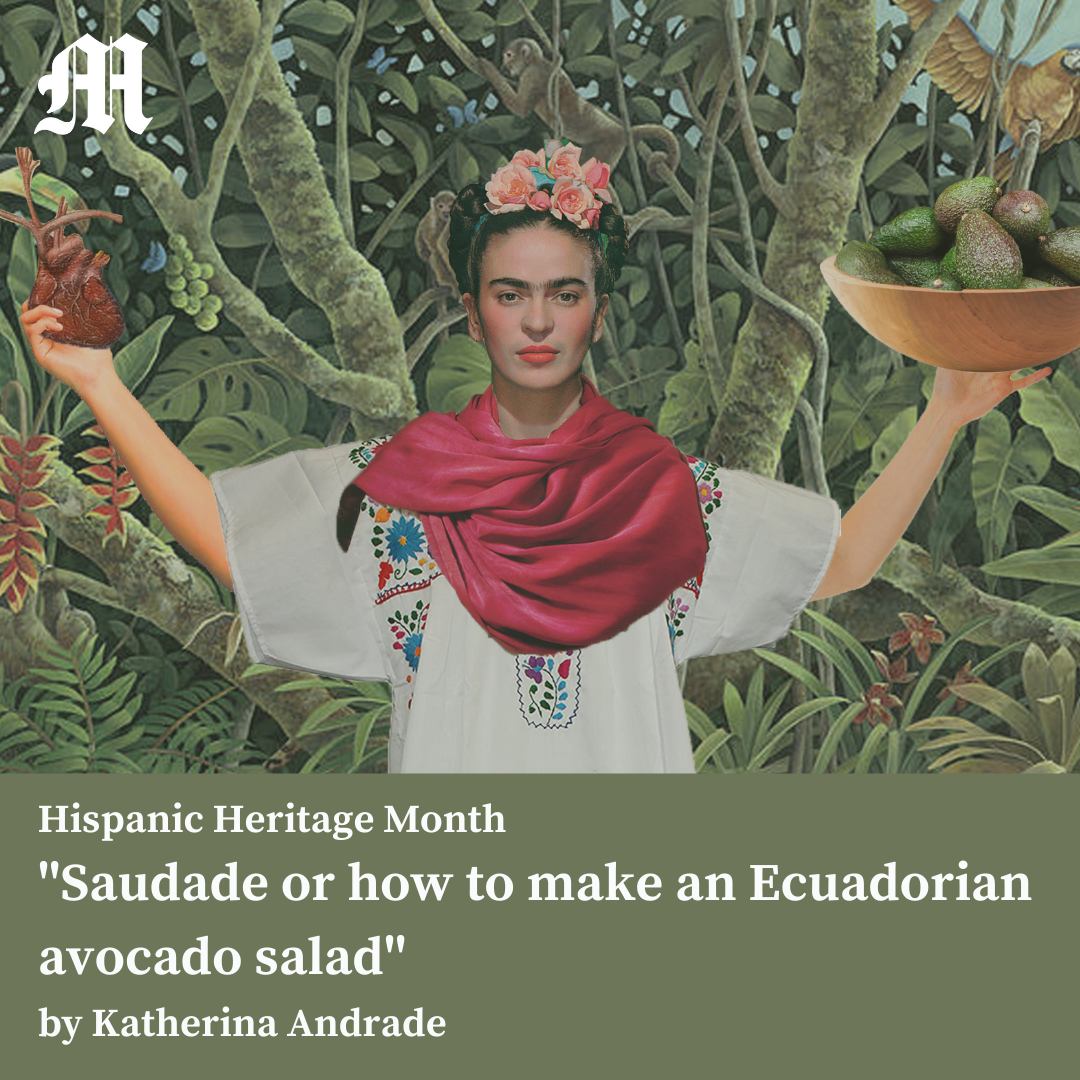 M
Hispanic Heritage Month
"Saudade or how to make an Ecuadorian
avocado salad"
by Katherina Andrade